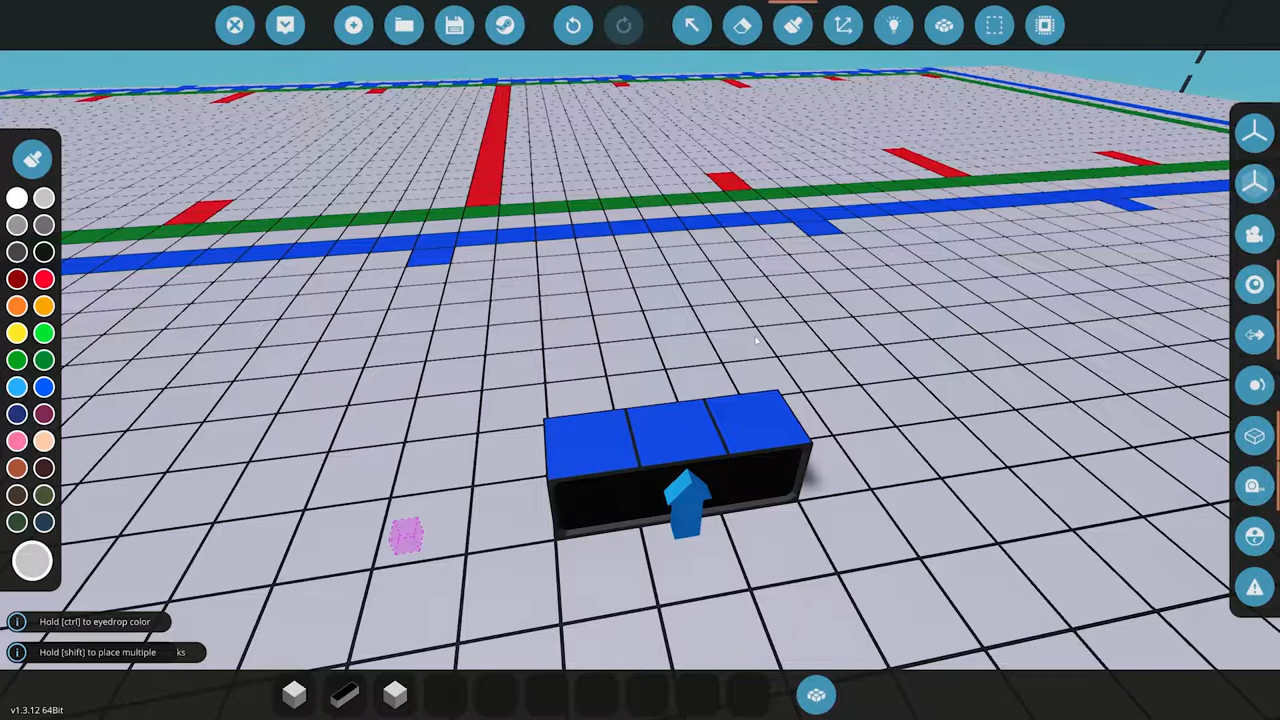 Hold [ctrl] to eyedrop color
Hold [shift] to place multiple ks
v1.3.12 64Bit